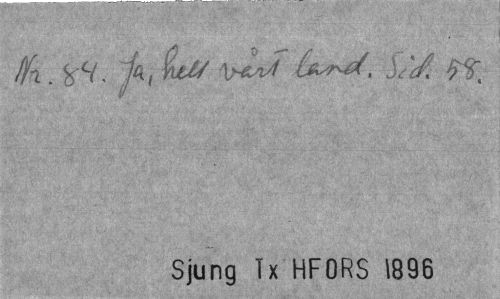 Nr. 84. Ja, hell vårt land. Sid. 58.
Sjung Tx HFORS 1896